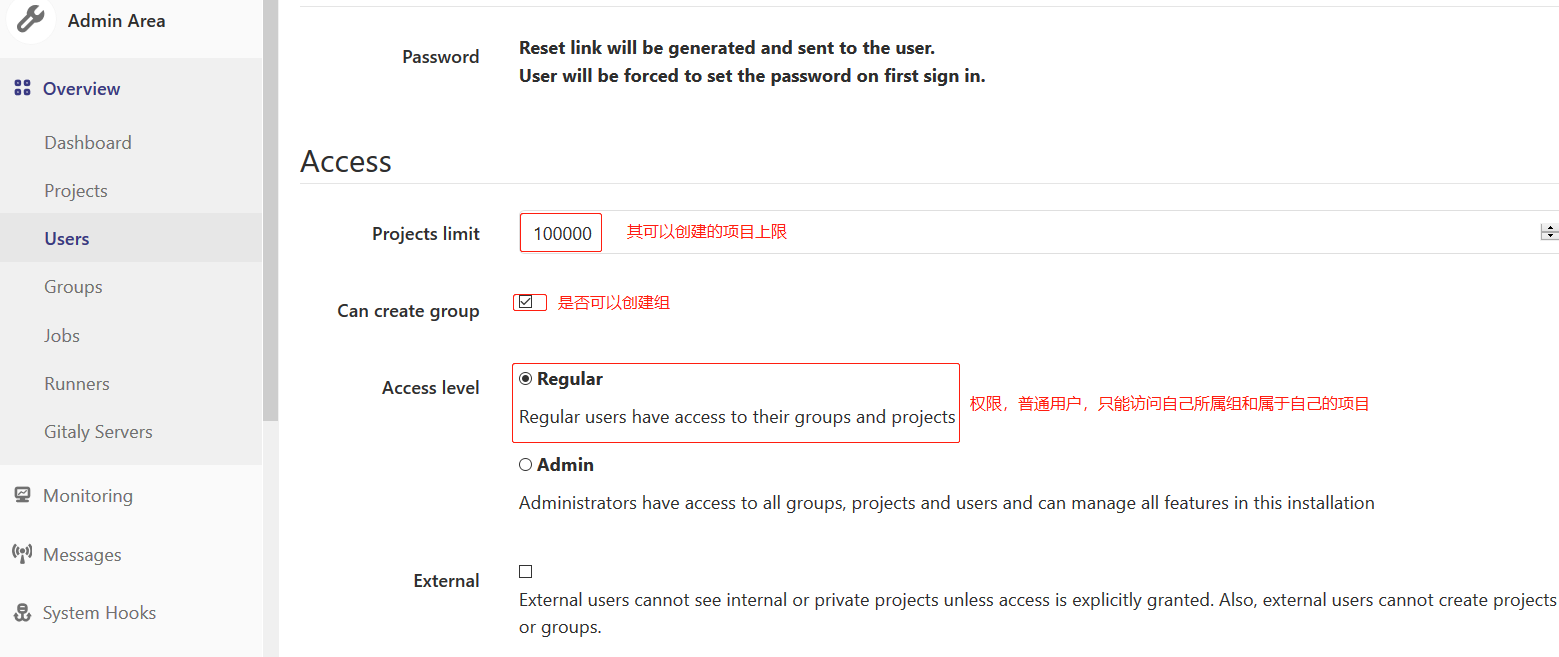 Admin Area
Overview
Dashboard
Projects
Users
Groups
Jobs
Runners
Gitaly Servers
Monitoring
Messages
System Hooks
Password
Reset link will be generated and sent to the user.
User will be forced to set the password on first sign in.
Access
Projects limit
100000 其可以创建的项目上限
Can create group
是否可以创建组
Access level
Regular
Regular users have access to their groups and projects
权限，普通用户，只能访问自己所属组和属于自己的项目
Admin
Administrators have access to all groups, projects and users and can manage all features in this installation
External
External users cannot see internal or private projects unless access is explicitly granted. Also, external users cannot create projects
or groups.